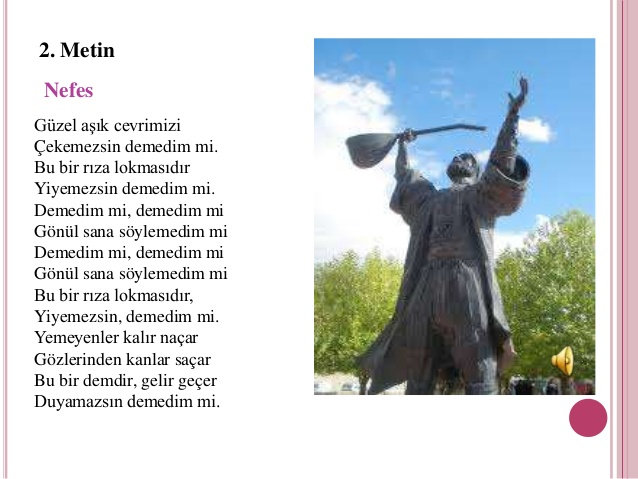 2. Metin
Nefes
Güzel aşık cevrimizi
Çekemezsin demedim mi.
Bu bir rıza lokmasıdır
Yiyemezsin demedim mi.
Demedim mi, demedim mi
Gönül sana söylemedim mi
Demedim mi, demedim mi
Gönül sana söylemedim mi
Bu bir rıza lokmasıdır,
Yiyemezsin, demedim mi.
Yemeyenler kalır naçar
Gözlerinden kanlar saçar
Bu bir demdir, gelir geçer
Duyamazsın demedim mi.